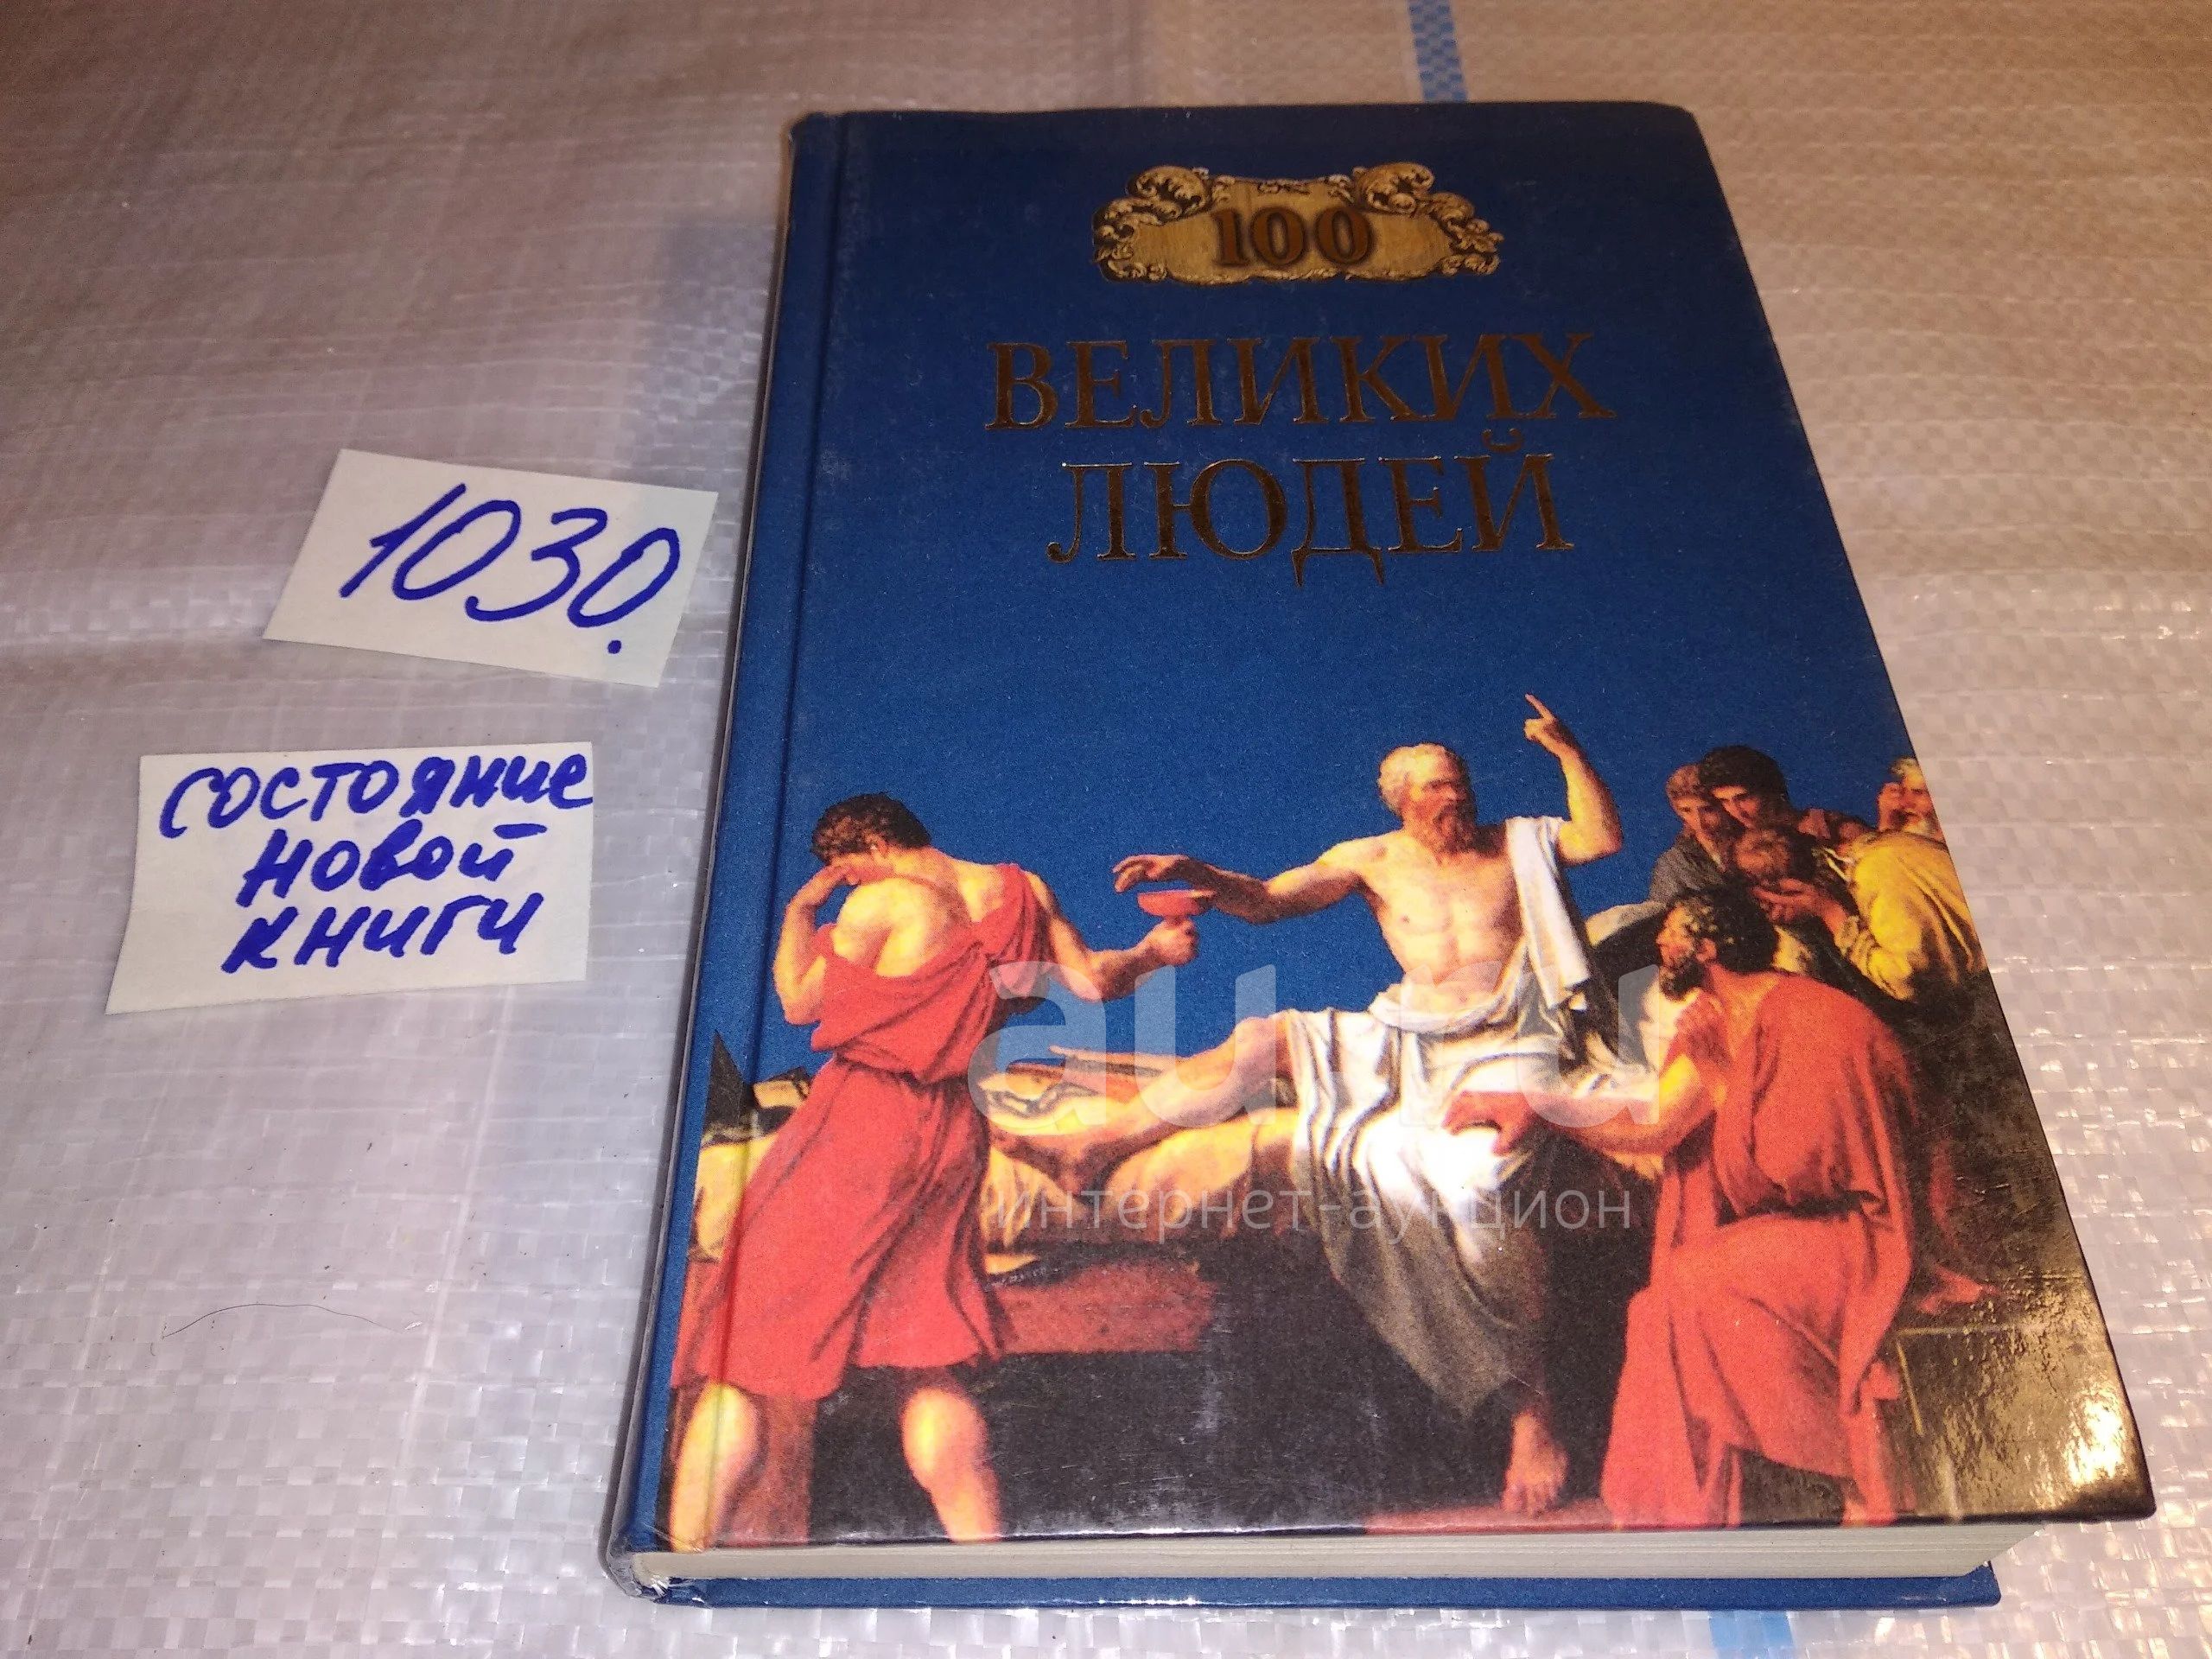 100
ВЕЛИКИХ
ЛЮДЕЙ
1030.
состояние
новой
книги
au.ru
интернет-аукцион